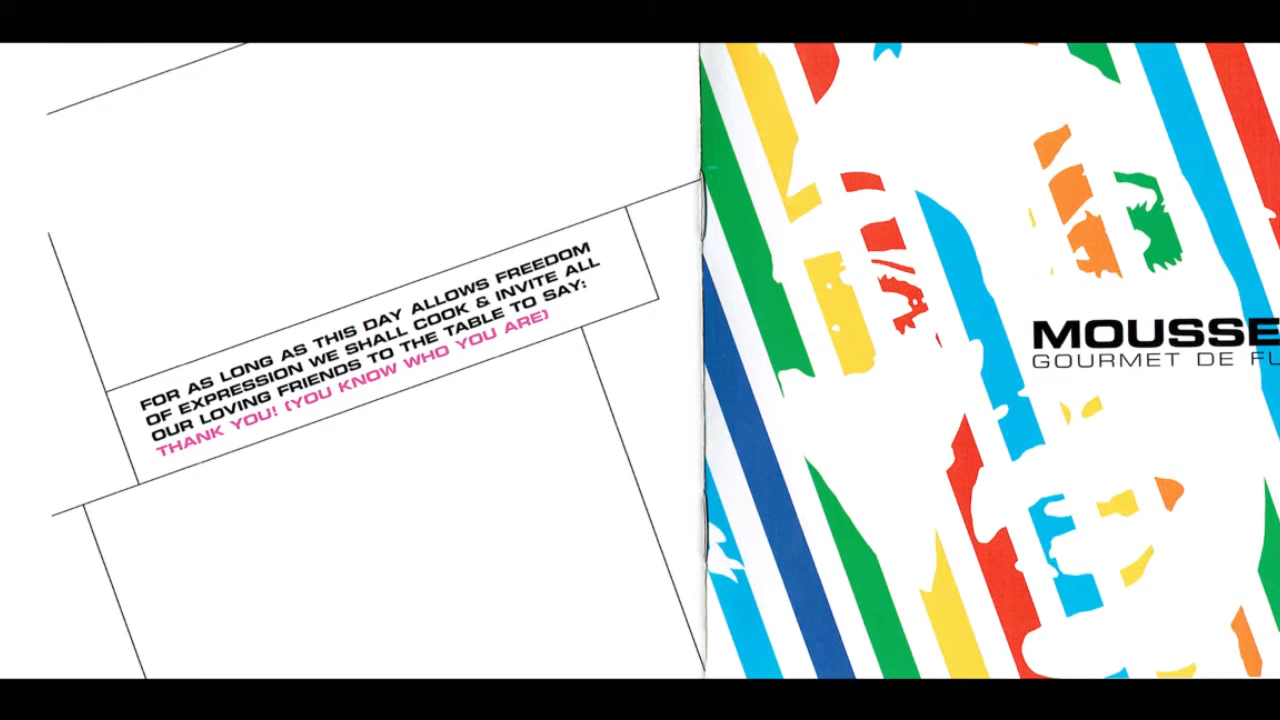 FOR AS LONG AS THIS DAY ALLOWS FREEDOM
OF EXPRESSION WE SHALL COOK & INVITE ALL
OUR LOVING FRIENDS TO THE TABLE TO SAY:
THANK YOU! (YOU KNOW WHO YOU ARE)
MOUSSE
GOURMET DE FU